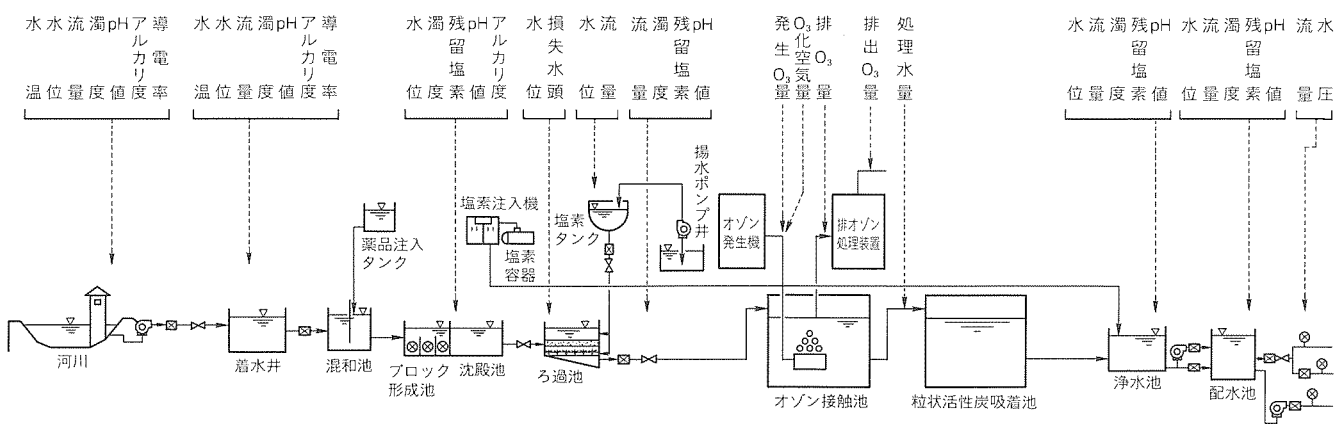 水温
水位
流量
濁度
pH値
アルカリ度
導電率
水温
水位
流量
濁度
pH値
アルカリ度
導電率
水位
濁度
残留塩素
pH値
アルカリ度
水位
損失水頭
水位
流量
流量
濁度
残留塩素
pH値
発生O₃量
O₃化空気量
排O₃量
排出O₃量
処理水量
水位
流量
濁度
残留塩素
pH値
水位
流量
濁度
残留塩素
pH値
流量
水圧
薬品注入
タンク
塩素注入機
塩素
容器
塩素
タンク
揚水ポンプ井
オゾン
発生機
排オゾン
処理装置
河川
着水井
混和池
ブロック
形成池
沈殿池
ろ過池
オゾン接触池
粒状活性炭吸着池
浄水池
配水池